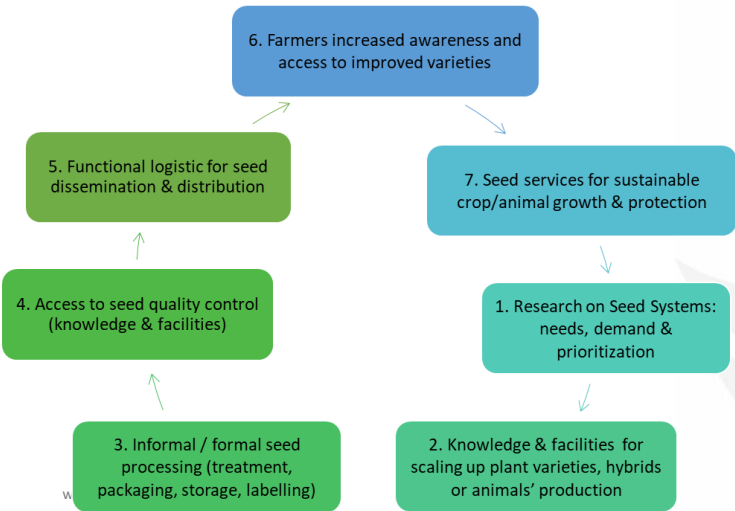 6. Farmers increased awareness and
access to improved varieties
5. Functional logistic for seed
dissemination & distribution
7. Seed services for sustainable
crop/animal growth & protection
4. Access to seed quality control
(knowledge & facilities)
1. Research on Seed Systems:
needs, demand &
prioritization
3. Informal / formal seed
processing (treatment,
packaging, storage, labelling)
2. Knowledge & facilities for
scaling up plant varieties, hybrids
or animals’ production